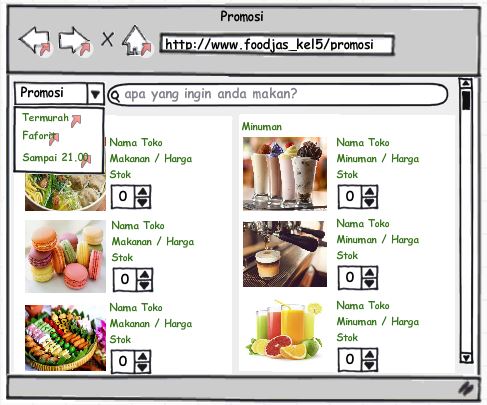 Promosi
http://www.foodjas_kel5/promosi
Promosi
apa yang ingin anda makan?
Termurah
Faforit
Sampai 21.00
Nama Toko
Makanan / Harga
Stok
0
Nama Toko
Makanan / Harga
Stok
0
Nama Toko
Makanan / Harga
Stok
0
Minuman
Nama Toko
Minuman / Harga
Stok
0
Nama Toko
Minuman / Harga
Stok
0
Nama Toko
Minuman / Harga
Stok
0